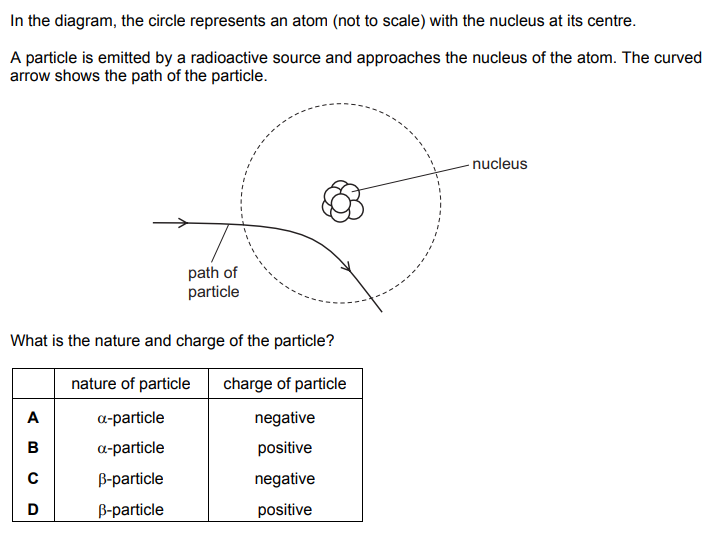 In the diagram, the circle represents an atom (not to scale) with the nucleus at its centre.
A particle is emitted by a radioactive source and approaches the nucleus of the atom. The curved
arrow shows the path of the particle.
nucleus
path of
particle
What is the nature and charge of the particle?
nature of particle charge of particle
A α-particle negative
B α-particle positive
C β-particle negative
D β-particle positive